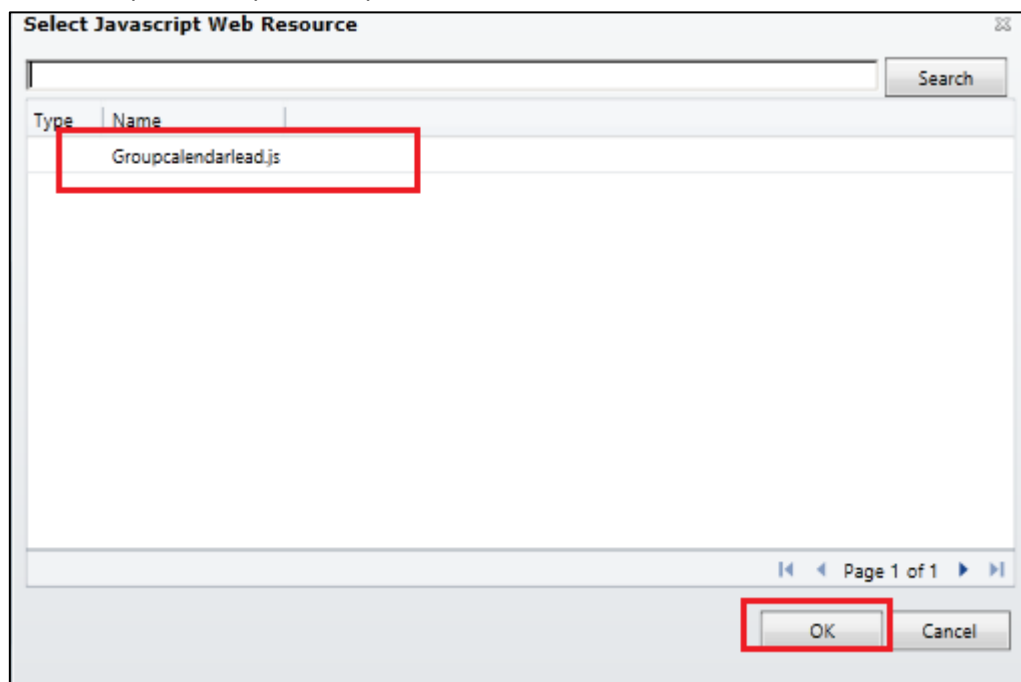 Select Javascript Web Resource
Search
Type Name
Groupcalendarlead.js
Page 1 of 1
OK Cancel